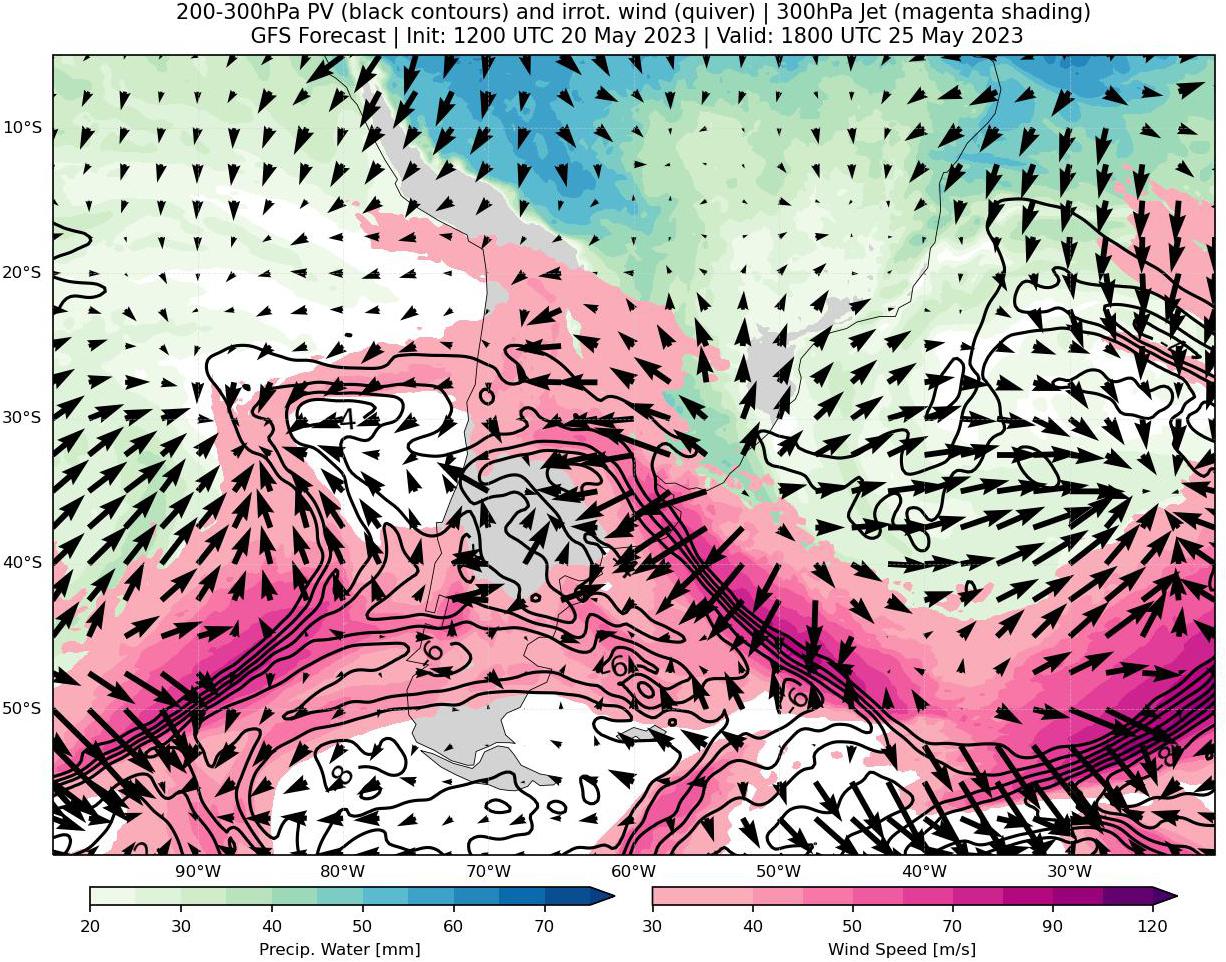 200-300hPa PV (black contours) and irrot. wind (quiver) | 300hPa Jet (magenta shading)
GFS Forecast | Init: 1200 UTC 20 May 2023 | Valid: 1800 UTC 25 May 2023
10°S
20°S
30°S
40°S
50°S
4
6
6
6
8
8
90°W 80°W 70°W 60°W 50°W 40°W 30°W
20 30 40 50 60 70
30 40 50 70 90 120
Precip. Water [mm]
Wind Speed [m/s]